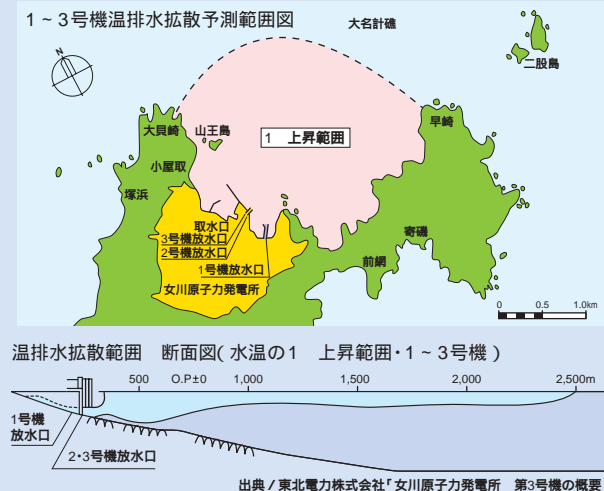 1~3号機温排水拡散予測範囲図
大名計礁
二股島
N
大貝崎
山王島
早崎
1 上昇範囲
小屋取
塚浜
取水口
3号機放水口
2号機放水口
1号機放水口
女川原子力発電所
寄磯
前網
0 0.5 1.0km
温排水拡散範囲 断面図(水温の1 上昇範囲・1~3号機)
500 O.P±0 1,000 1,500 2,000 2,500m
1号機
放水口
2・3号機放水口
出典/東北電力株式会社「女川原子力発電所 第3号機の概要